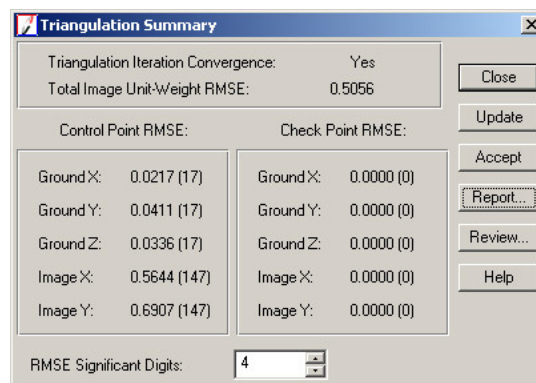 Triangulation Summary
Triangulation Iteration Convergence: Yes
Total Image Unit-Weight RMSE: 0.5056
Close
Update
Accept
Report...
Review...
Help
Control Point RMSE:
Ground X: 0.0217 (17)
Ground Y: 0.0411 (17)
Ground Z: 0.0336 (17)
Image X: 0.5644 (147)
Image Y: 0.6907 (147)
Check Point RMSE:
Ground X: 0.0000 (0)
Ground Y: 0.0000 (0)
Ground Z: 0.0000 (0)
Image X: 0.0000 (0)
Image Y: 0.0000 (0)
RMSE Significant Digits: 4